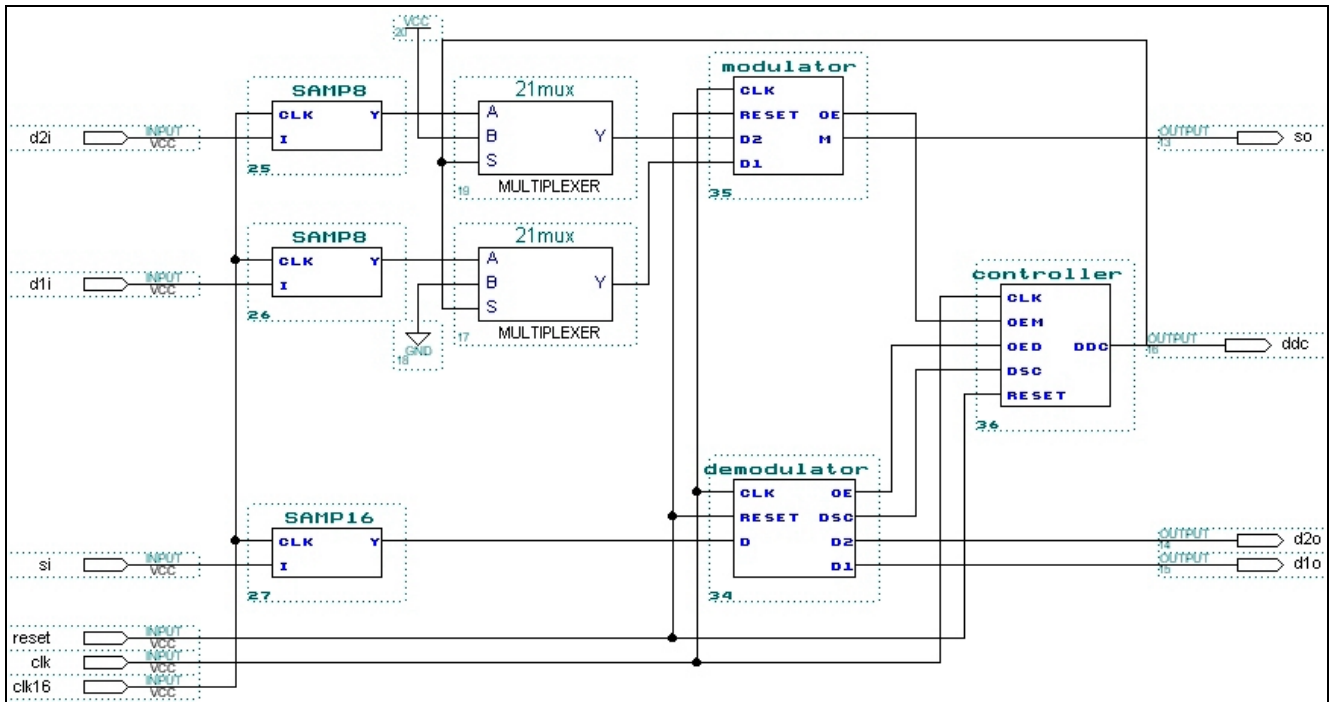 VCC
20
modulator
SAMP8
21mux
CLK
CLK
Y
A
RESET
OE
d2i
INPUT
VCC
I
B
Y
D2
M
OUTPUT
13
so
S
D1
25
19
MULTIPLEXER
35
SAMP8
21mux
CLK
Y
A
controller
d1i
INPUT
VCC
I
B
Y
CLK
S
OEM
26
18
GND
17
MULTIPLEXER
OED
DDC
OUTPUT
16
ddc
DSC
RESET
36
demodulator
CLK
OE
SAMP16
RESET
DSC
CLK
Y
D
D2
OUTPUT
14
d2o
si
INPUT
VCC
I
D1
OUTPUT
15
d1o
27
34
reset
INPUT
VCC
clk
INPUT
VCC
clk16
INPUT
VCC